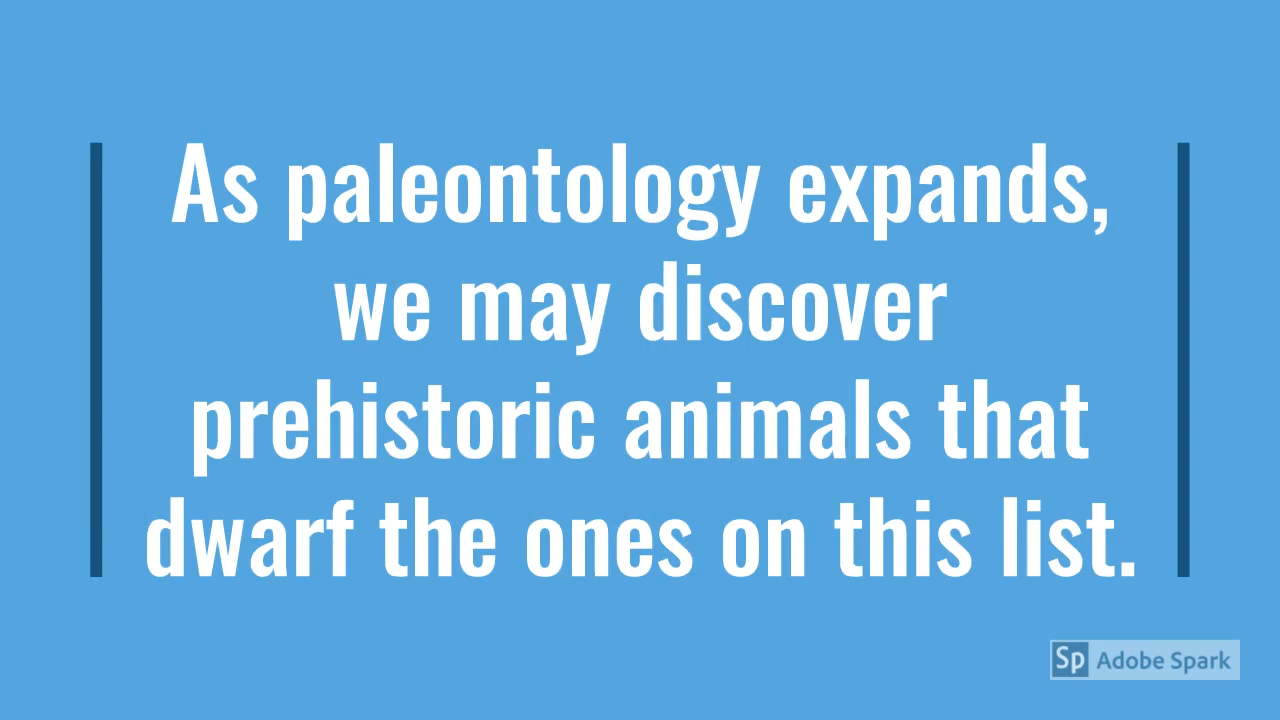 As paleontology expands,
we may discover
prehistoric animals that
dwarf the ones on this list.
Sp Adobe Spark